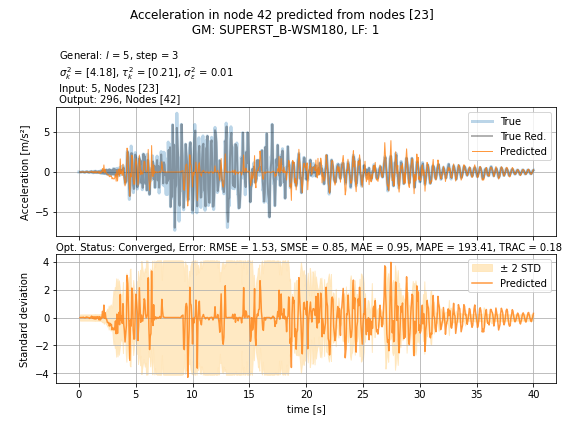 Acceleration in node 42 predicted from nodes [23]
GM: SUPERST_B-WSM180, LF: 1
General: l = 5, step = 3
σ²ₖ = [4.18], τ²ₖ = [0.21], σ²ₑ = 0.01
Input: 5, Nodes [23]
Output: 296, Nodes [42]
Acceleration [m/s²]
5
0
−5
True
True Red.
Predicted
Opt. Status: Converged, Error: RMSE = 1.53, SMSE = 0.85, MAE = 0.95, MAPE = 193.41, TRAC = 0.18
Standard deviation
4
2
0
−2
−4
± 2 STD
Predicted
0 5 10 15 20 25 30 35 40
time [s]